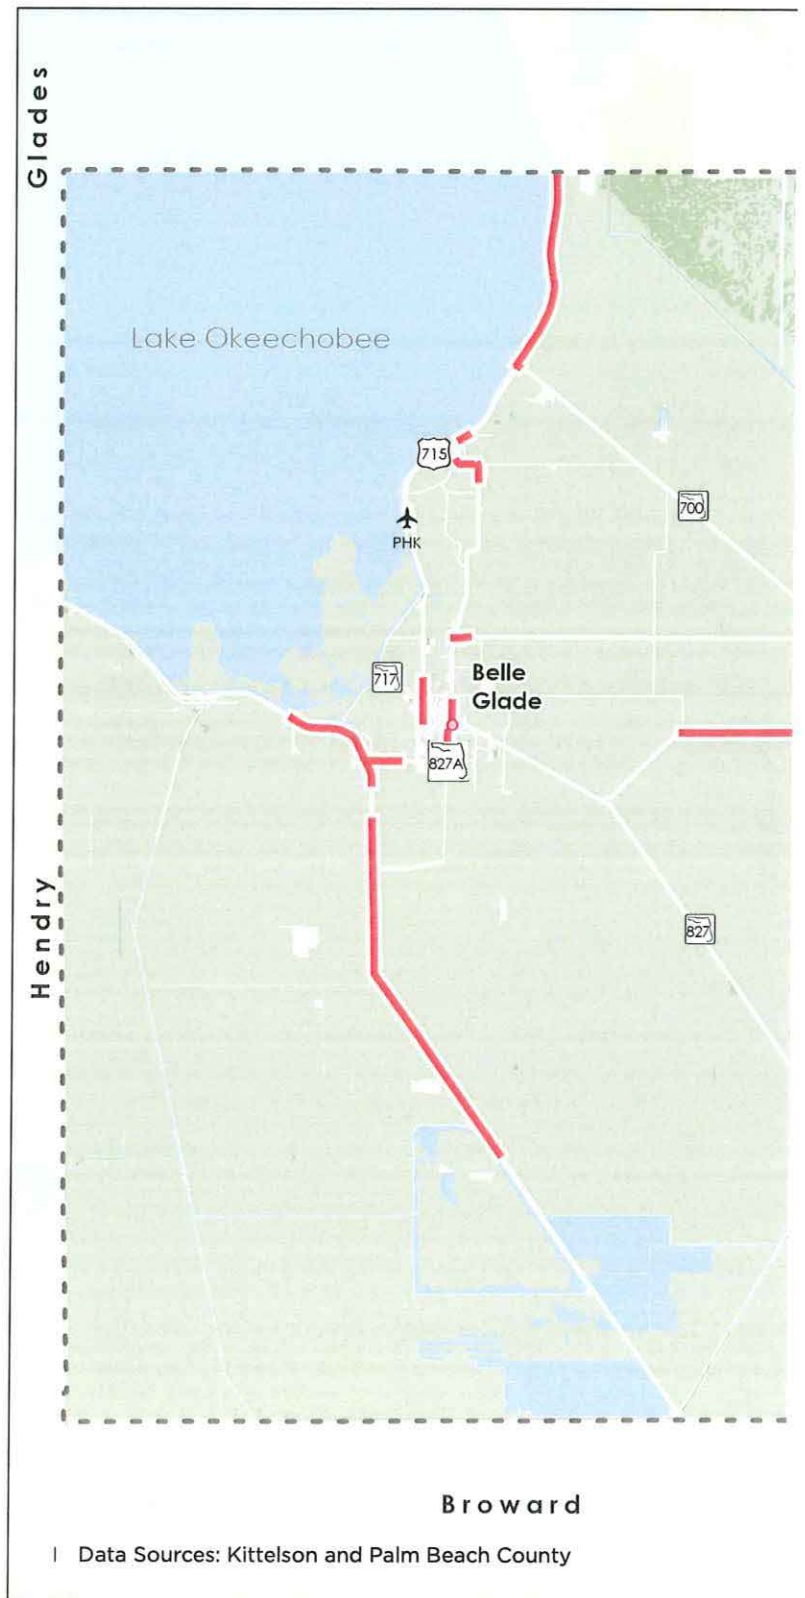 Glades
Lake Okeechobee
715
700
PHK
717
Belle
Glade
827A
Hendry
827
Broward
| Data Sources: Kittelson and Palm Beach County